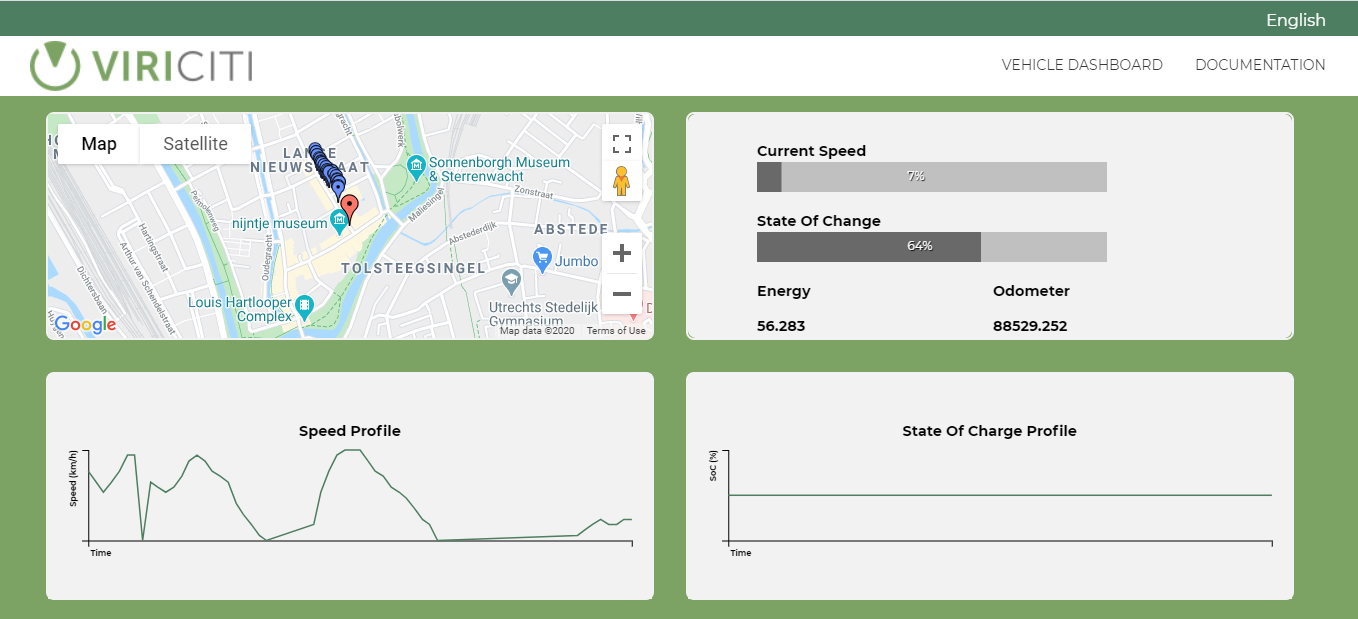 English
VIRICITI
VEHICLE DASHBOARD
DOCUMENTATION
Map
Satellite
LANGE
NIEUWSTRAAT
Sonnenborgh Museum
& Sterrenwacht
Zonstraat
Maliesingel
Pelmolenweg
nijntje museum
Abstederdijk
ABSTEDE
Hartingstraat
Arthur van Schendelstraat
Oudegracht
Jumbo
TOLSTEEGSINGEL
Dichtersbaan
Louis Hartlooper
Complex
Utrechts Stedelijk
Gymnasium
Google
Map data ©2020
Terms of Use
Current Speed
7%
State Of Change
64%
Energy
Odometer
56.283
88529.252
Speed Profile
Speed (km/h)
Time
State Of Charge Profile
SoC (%)
Time